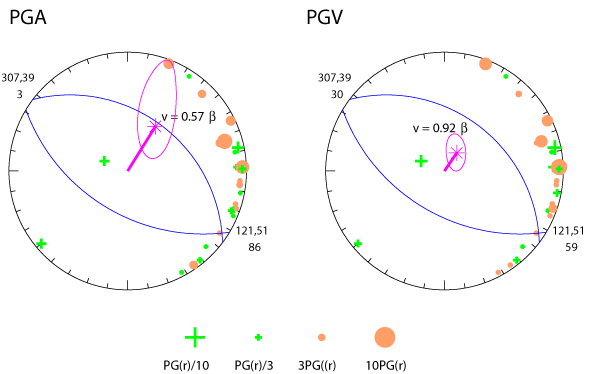 PGA
PGV
307,39
3
v = 0.57 β
121,51
86
307,39
30
v = 0.92 β
121,51
59
PG(r)/10
PG(r)/3
3PG((r)
10PG(r)